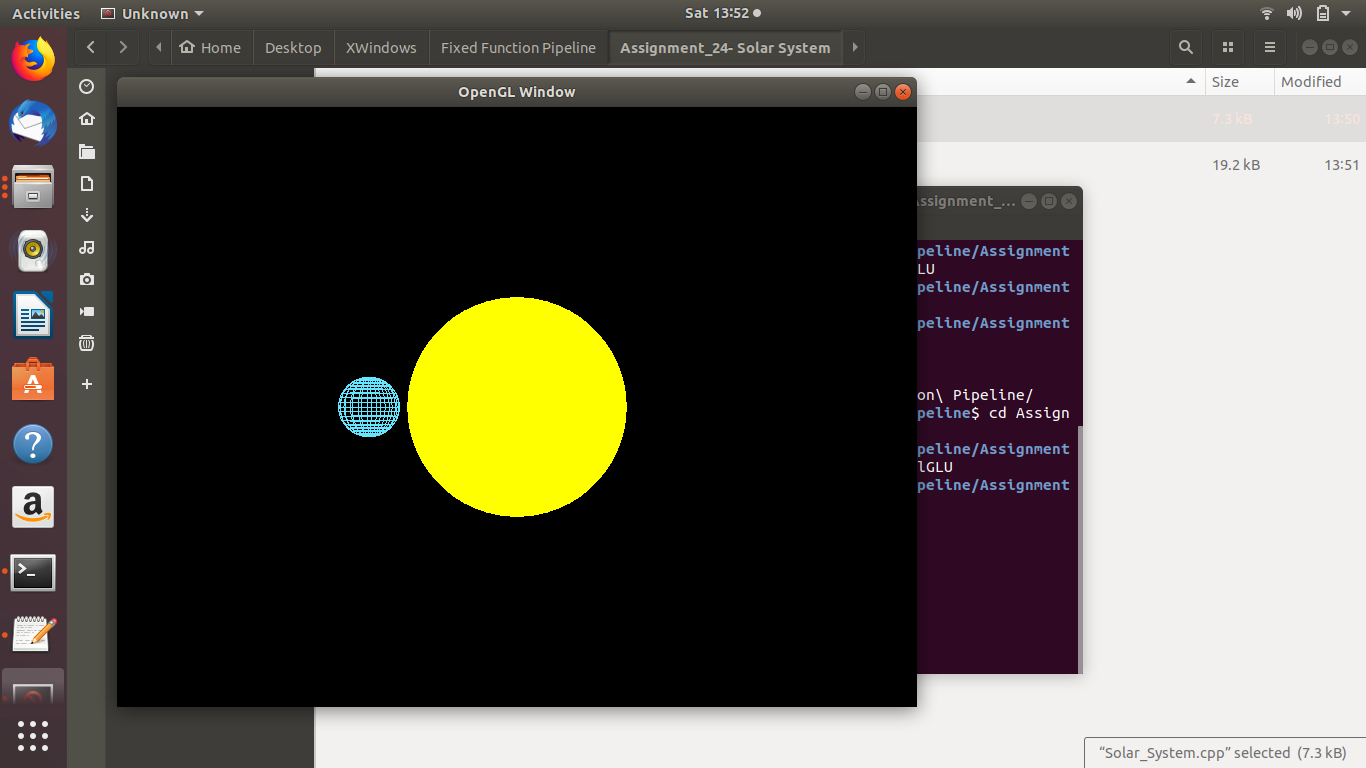 Activities Unknown Sat 13:52
Home Desktop XWindows Fixed Function Pipeline Assignment_24- Solar System
Size Modified
OpenGL Window
7.3 kB 13:50
19.2 kB 13:51
Assignment_...
peline/Assignment
LU
peline/Assignment
peline/Assignment
on\ Pipeline/
peline$ cd Assign
peline/Assignment
lGLU
peline/Assignment
“Solar_System.cpp” selected (7.3 kB)